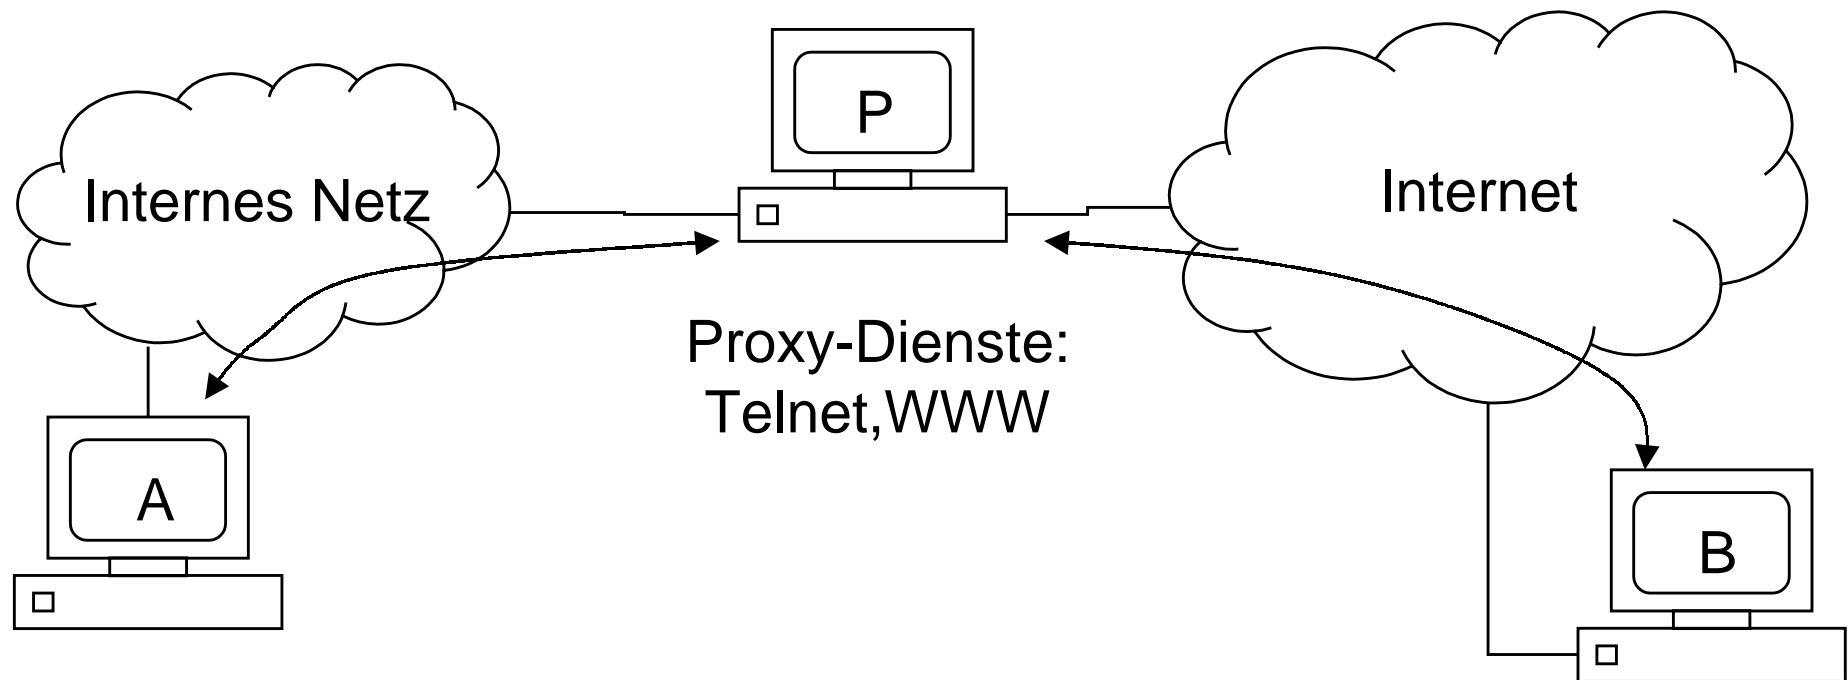 P
Internes Netz
Internet
Proxy-Dienste:
Telnet,WWW
A
B